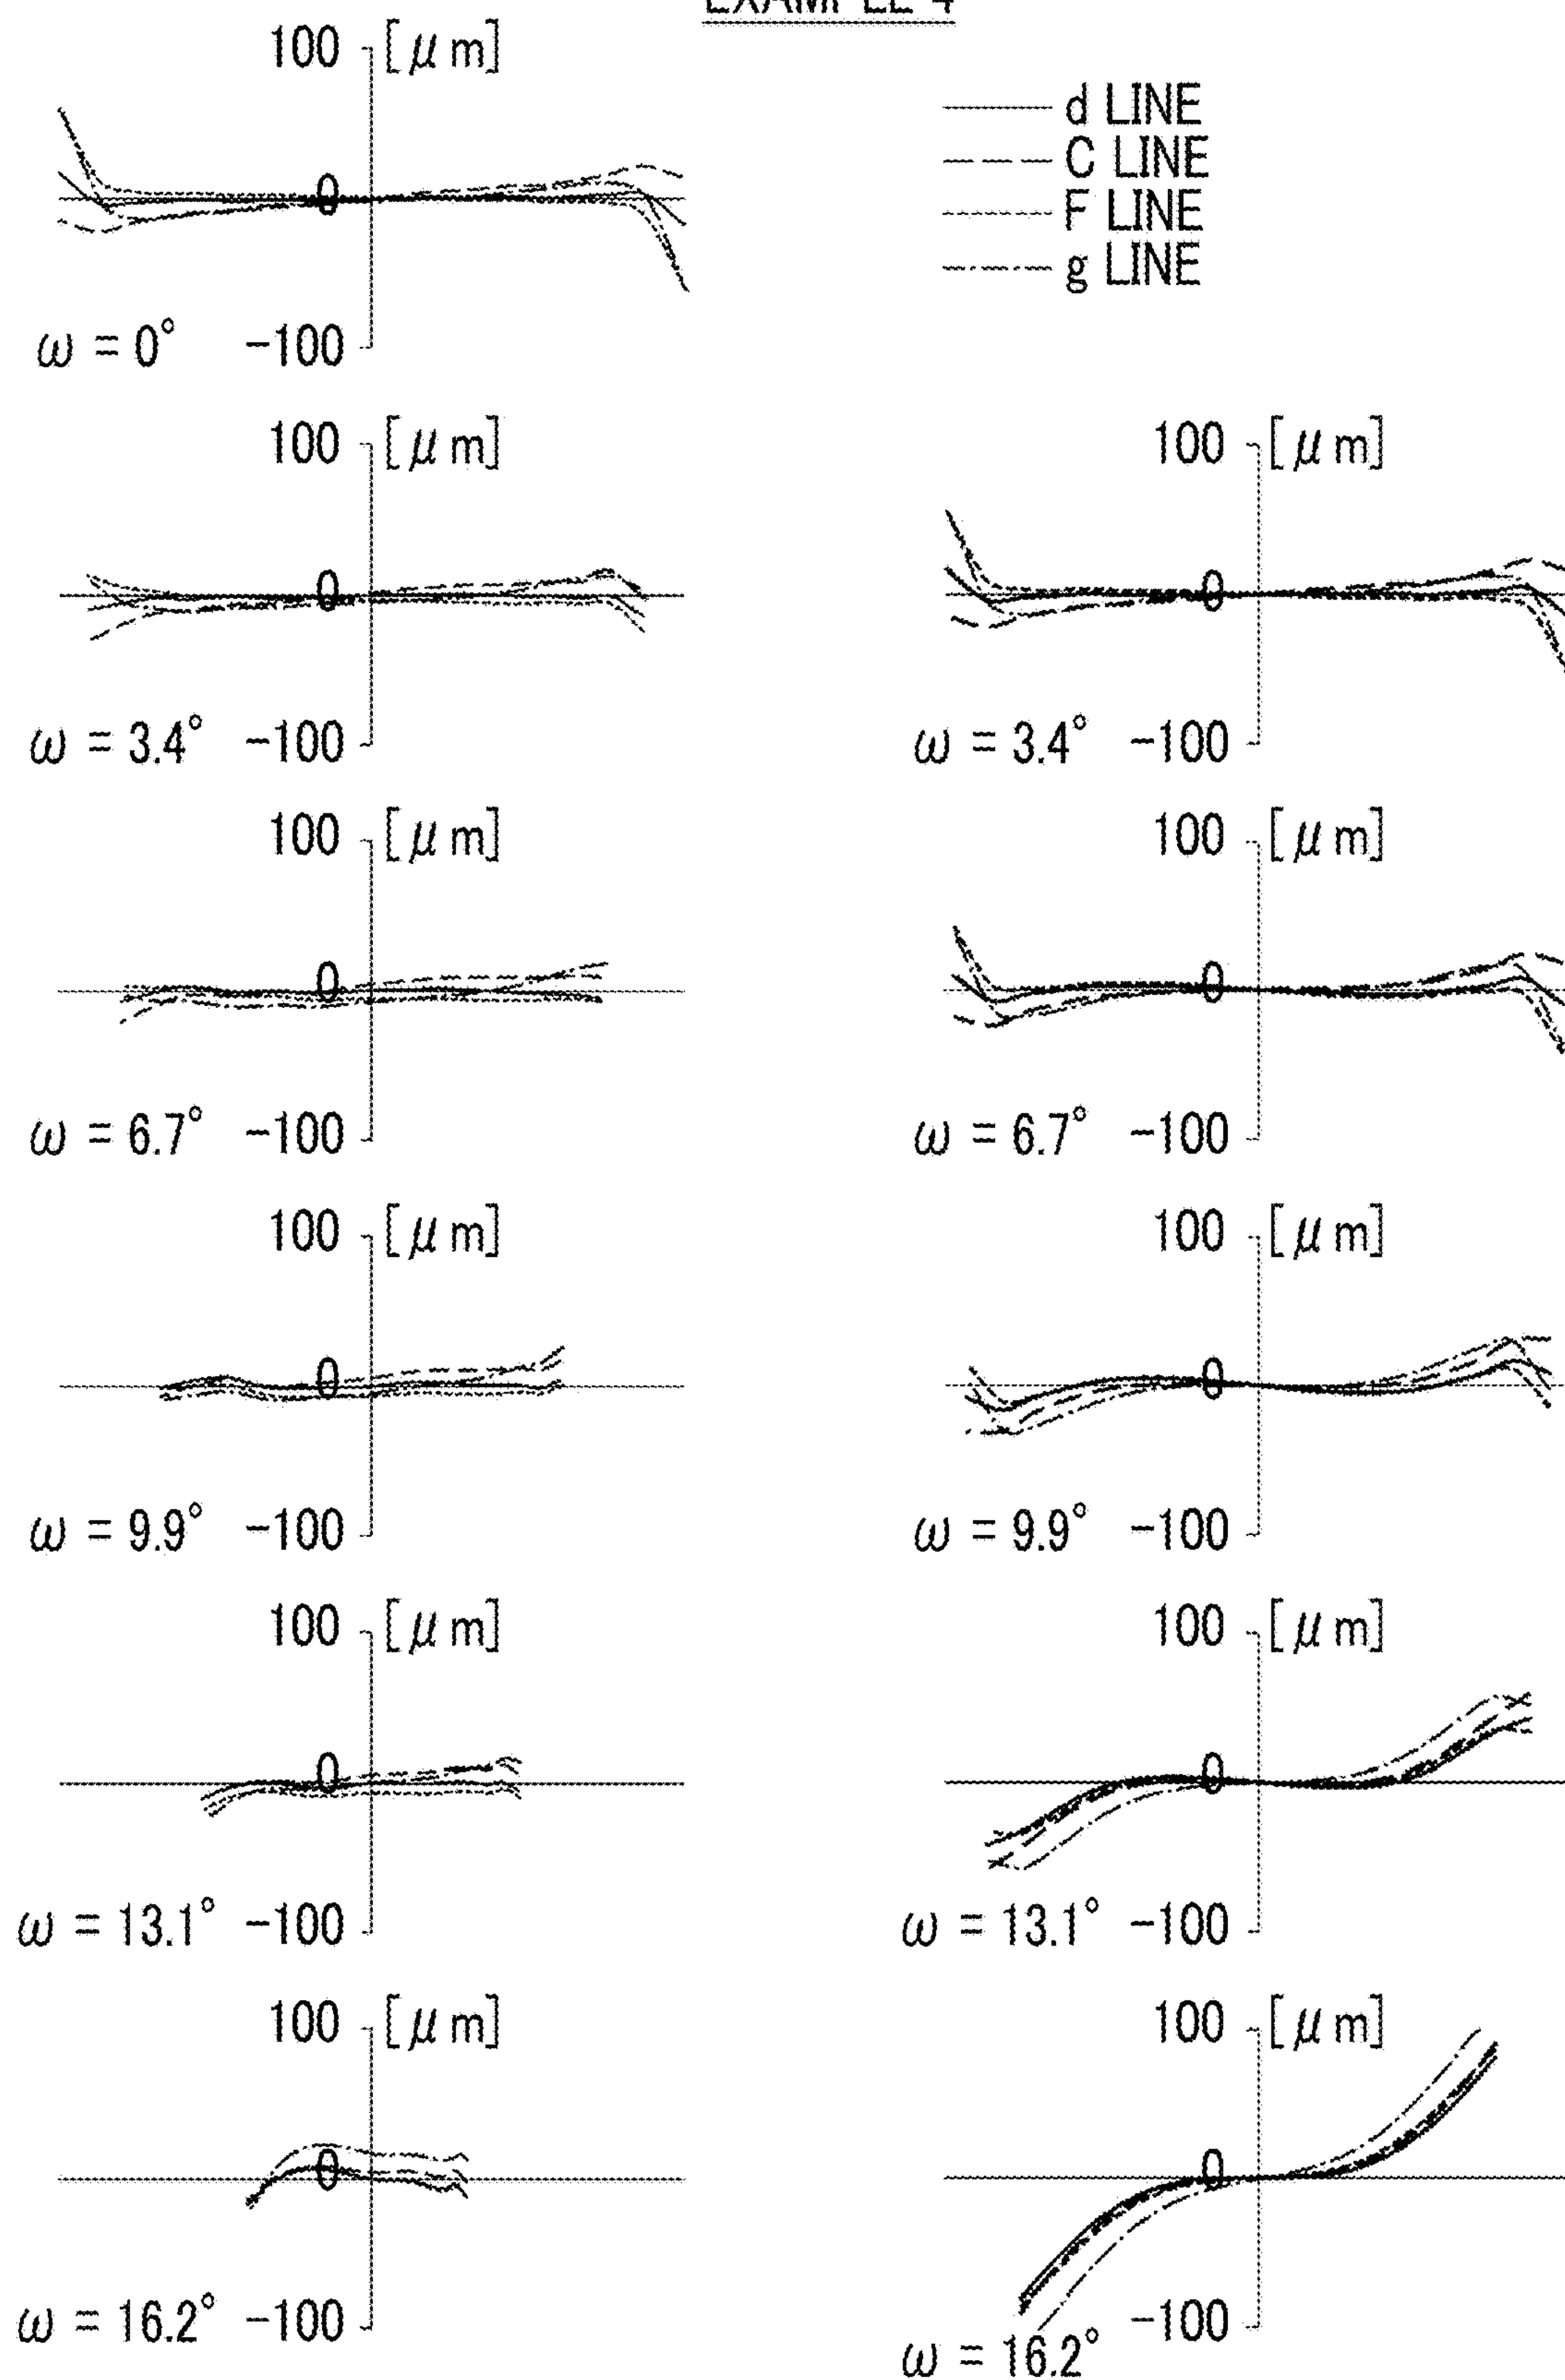 EXAMPLE 4
100 [μm]
0
ω = 0° -100
d LINE
C LINE
F LINE
g LINE
100 [μm]
0
ω = 3.4° -100
100 [μm]
0
ω = 3.4° -100
100 [μm]
0
ω = 6.7° -100
100 [μm]
0
ω = 6.7° -100
100 [μm]
0
ω = 9.9° -100
100 [μm]
0
ω = 9.9° -100
100 [μm]
0
ω = 13.1° -100
100 [μm]
0
ω = 13.1° -100
100 [μm]
0
ω = 16.2° -100
100 [μm]
0
ω = 16.2° -100